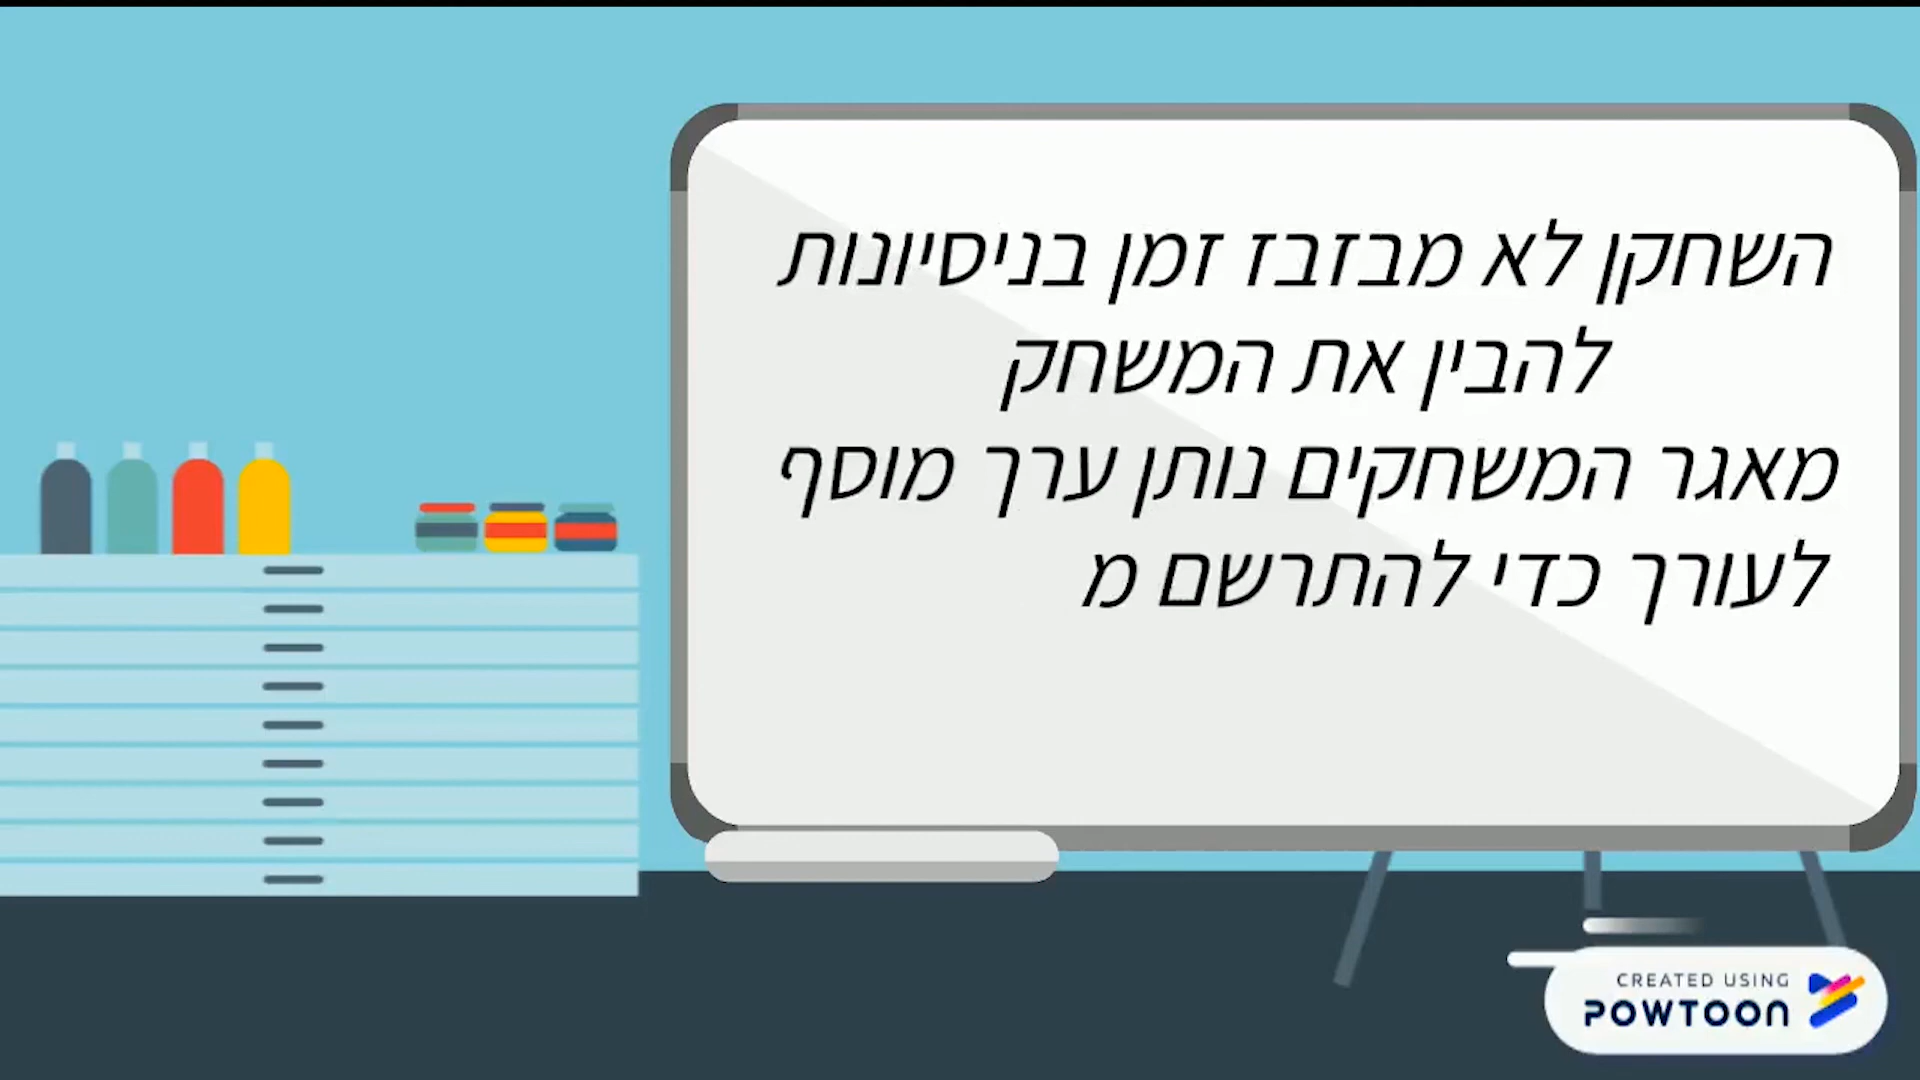 השחקן לא מבזבז זמן בניסיונות
להבין את המשחק
מאגר המשחקים נותן ערך מוסף
לעורך כדי להתרשם מ
CREATED USING
POWTOON